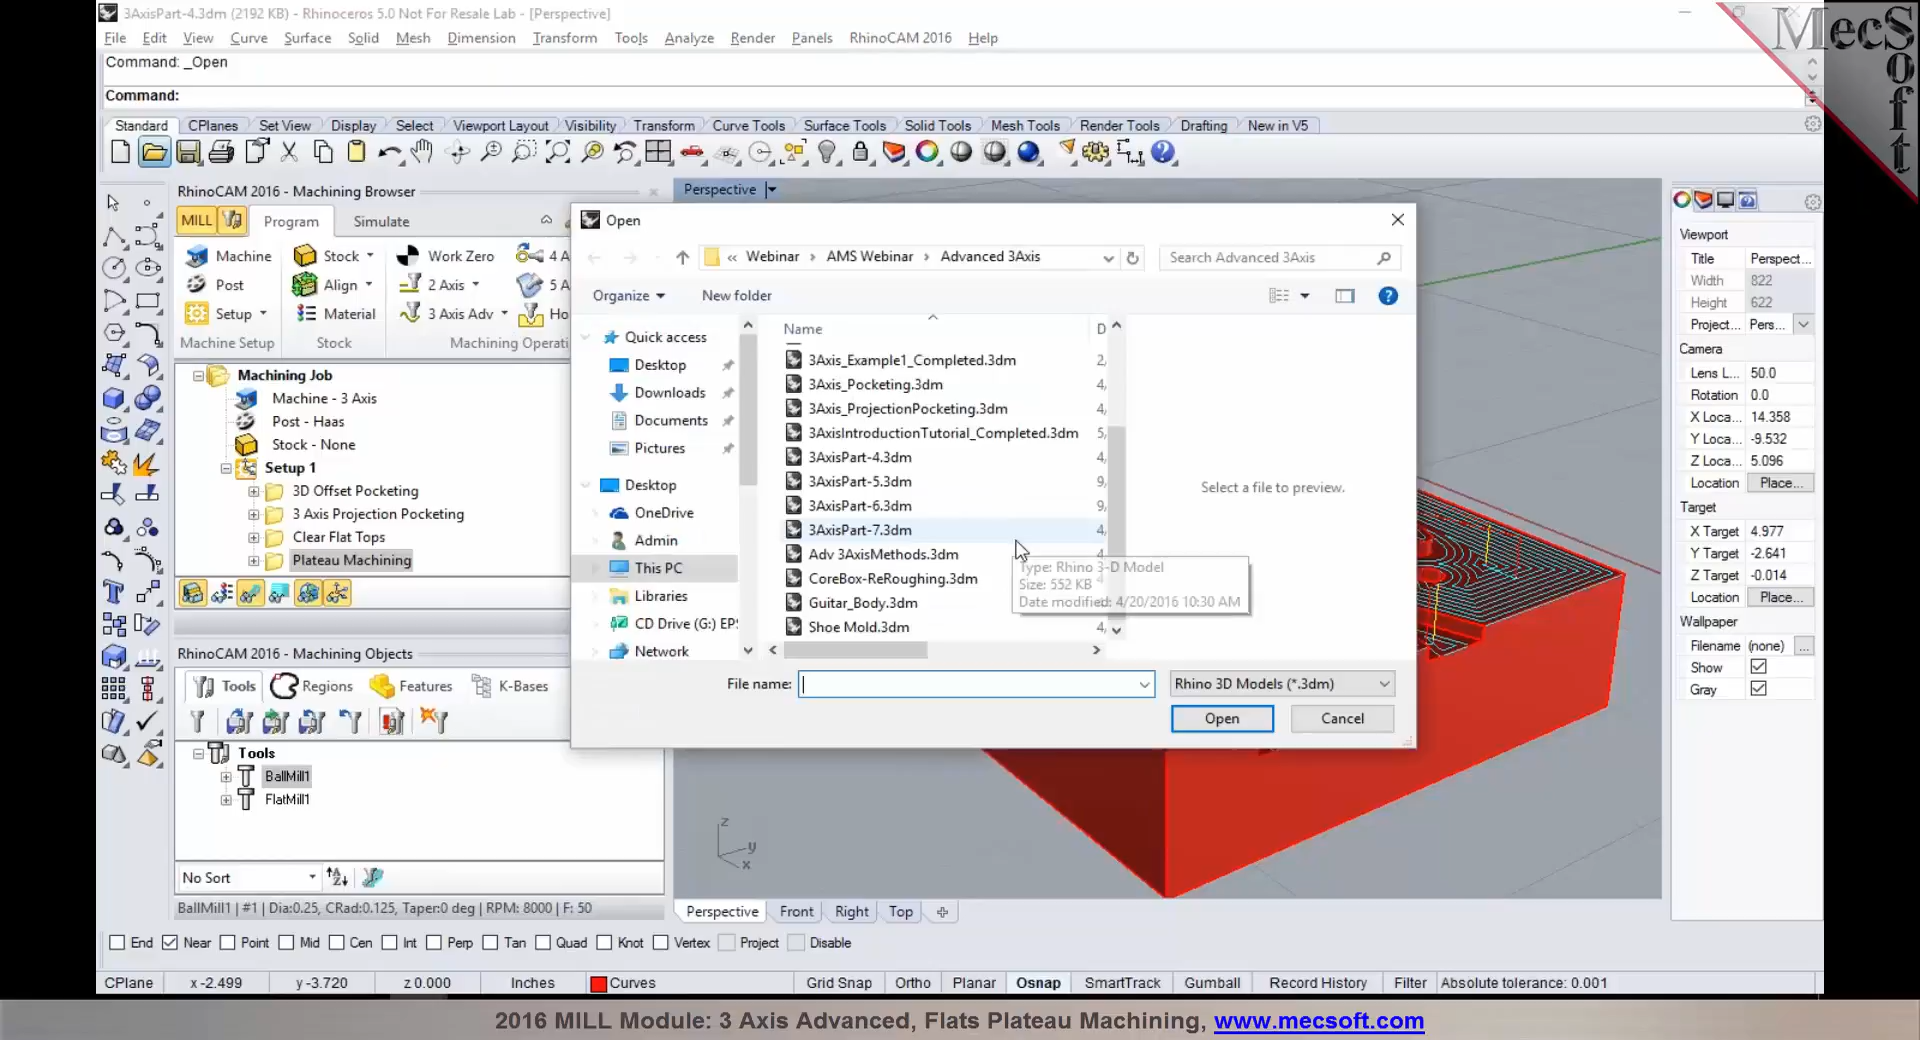 3AxisPart-4.3dm (2192 KB) - Rhinoceros 5.0 Not For Resale Lab - [Perspective]
MecSoft
File Edit View Curve Surface Solid Mesh Dimension Transform Tools Analyze Render Panels RhinoCAM 2016 Help
Command: _Open
Command:
Standard CPlanes Set View Display Select Viewport Layout Visibility Transform Curve Tools Surface Tools Solid Tools Mesh Tools Render Tools Drafting New in V5
RhinoCAM 2016 - Machining Browser
MILL Program Simulate
Machine Stock Work Zero 4 A
Post Align 2 Axis 5 A
Setup Material 3 Axis Adv Ho
Machine Setup Stock Machining Operati
Machining Job
Machine - 3 Axis
Post - Haas
Stock - None
Setup 1
3D Offset Pocketing
3 Axis Projection Pocketing
Clear Flat Tops
Plateau Machining
RhinoCAM 2016 - Machining Objects
Tools Regions Features K-Bases
Tools
BallMill1
FlatMill1
No Sort
BallMill1 | #1 | Dia:0.25, CRad:0.125, Taper:0 deg | RPM: 8000 | F: 50
Perspective
Open
« Webinar › AMS Webinar › Advanced 3Axis
Search Advanced 3Axis
Organize New folder
Quick access
Desktop
Downloads
Documents
Pictures
Desktop
OneDrive
Admin
This PC
Libraries
CD Drive (G:) EPS
Network
Name D
3Axis_Example1_Completed.3dm 2,
3Axis_Pocketing.3dm 4,
3Axis_ProjectionPocketing.3dm 4,
3AxisIntroductionTutorial_Completed.3dm 5,
3AxisPart-4.3dm 4,
3AxisPart-5.3dm 9,
3AxisPart-6.3dm 9,
3AxisPart-7.3dm 4,
Adv 3AxisMethods.3dm 4
CoreBox-ReRoughing.3dm 4
Guitar_Body.3dm
Shoe Mold.3dm 4,
Type: Rhino 3-D Model
Size: 552 KB
Date modified: 4/20/2016 10:30 AM
Select a file to preview.
File name:
Rhino 3D Models (*.3dm)
Open Cancel
z
y
x
Viewport
Title Perspect...
Width 822
Height 622
Project... Pers...
Camera
Lens L... 50.0
Rotation 0.0
X Loca... 14.358
Y Loca... -9.532
Z Loca... 5.096
Location Place...
Target
X Target 4.977
Y Target -2.641
Z Target -0.014
Location Place...
Wallpaper
Filename (none) ...
Show
Gray
Perspective Front Right Top
End Near Point Mid Cen Int Perp Tan Quad Knot Vertex Project Disable
CPlane x -2.499 y -3.720 z 0.000 Inches Curves Grid Snap Ortho Planar Osnap SmartTrack Gumball Record History Filter Absolute tolerance: 0.001
2016 MILL Module: 3 Axis Advanced, Flats Plateau Machining, www.mecsoft.com